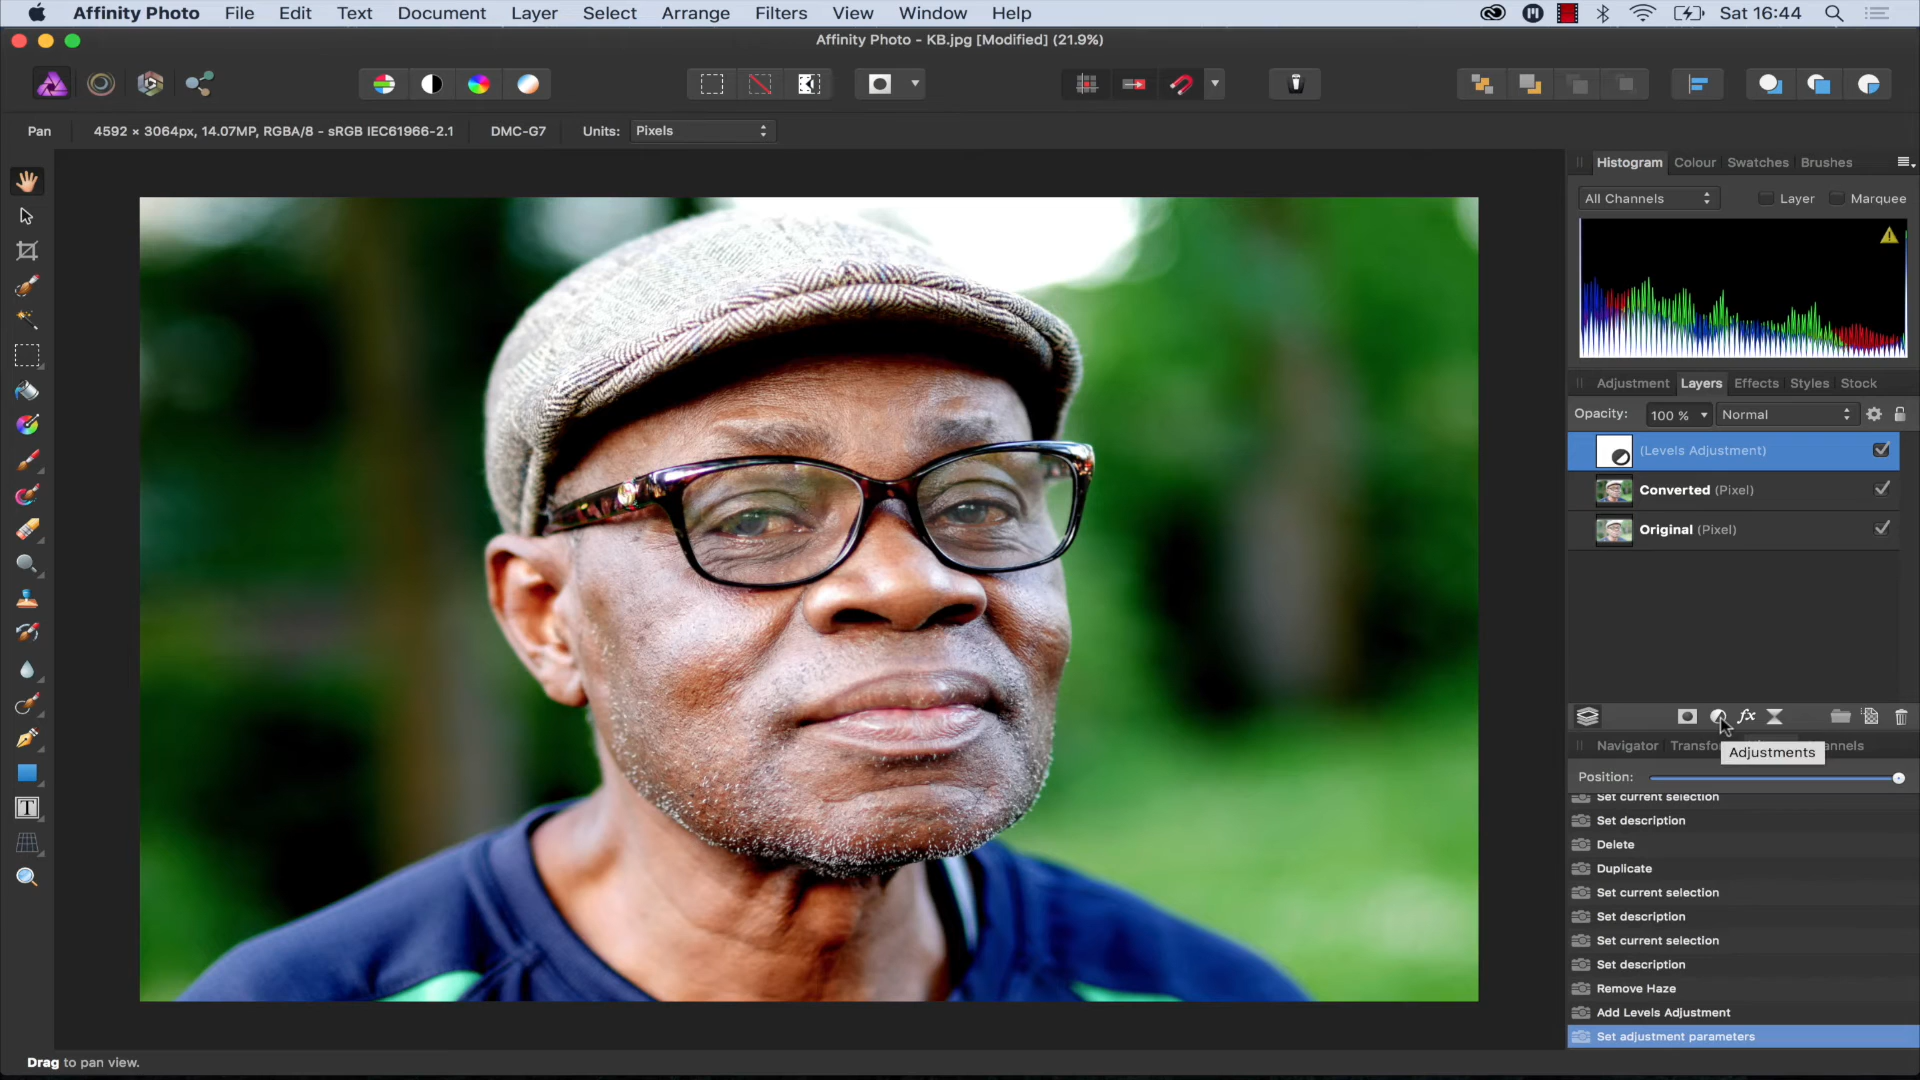 Affinity Photo File Edit Text Document Layer Select Arrange Filters View Window Help Sat 16:44
Affinity Photo - KB.jpg [Modified] (21.9%)
Pan 4592 × 3064px, 14.07MP, RGBA/8 - sRGB IEC61966-2.1 DMC-G7 Units: Pixels
Histogram Colour Swatches Brushes
All Channels Layer Marquee
Adjustment Layers Effects Styles Stock
Opacity: 100 % Normal
(Levels Adjustment)
Converted (Pixel)
Original (Pixel)
fx
Navigator Transfo annels
Adjustments
Position:
Set current selection
Set description
Delete
Duplicate
Set current selection
Set description
Set current selection
Set description
Remove Haze
Add Levels Adjustment
Set adjustment parameters
T
Drag to pan view.